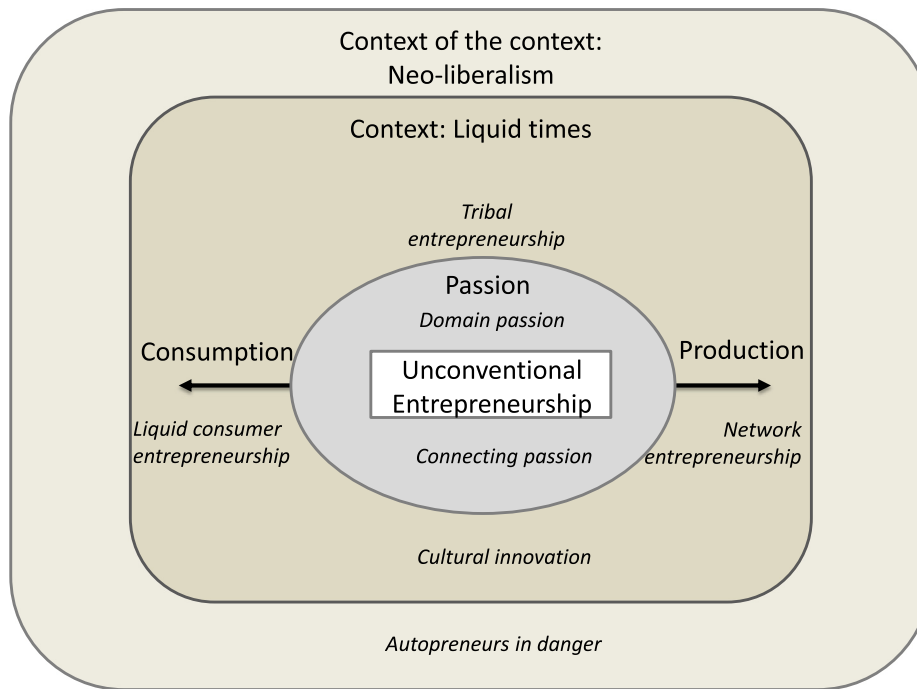 Context of the context:
Neo-liberalism
Context: Liquid times
Tribal
entrepreneurship
Passion
Domain passion
Consumption
Production
Unconventional
Entrepreneurship
Liquid consumer
entrepreneurship
Connecting passion
Network
entrepreneurship
Cultural innovation
Autopreneurs in danger